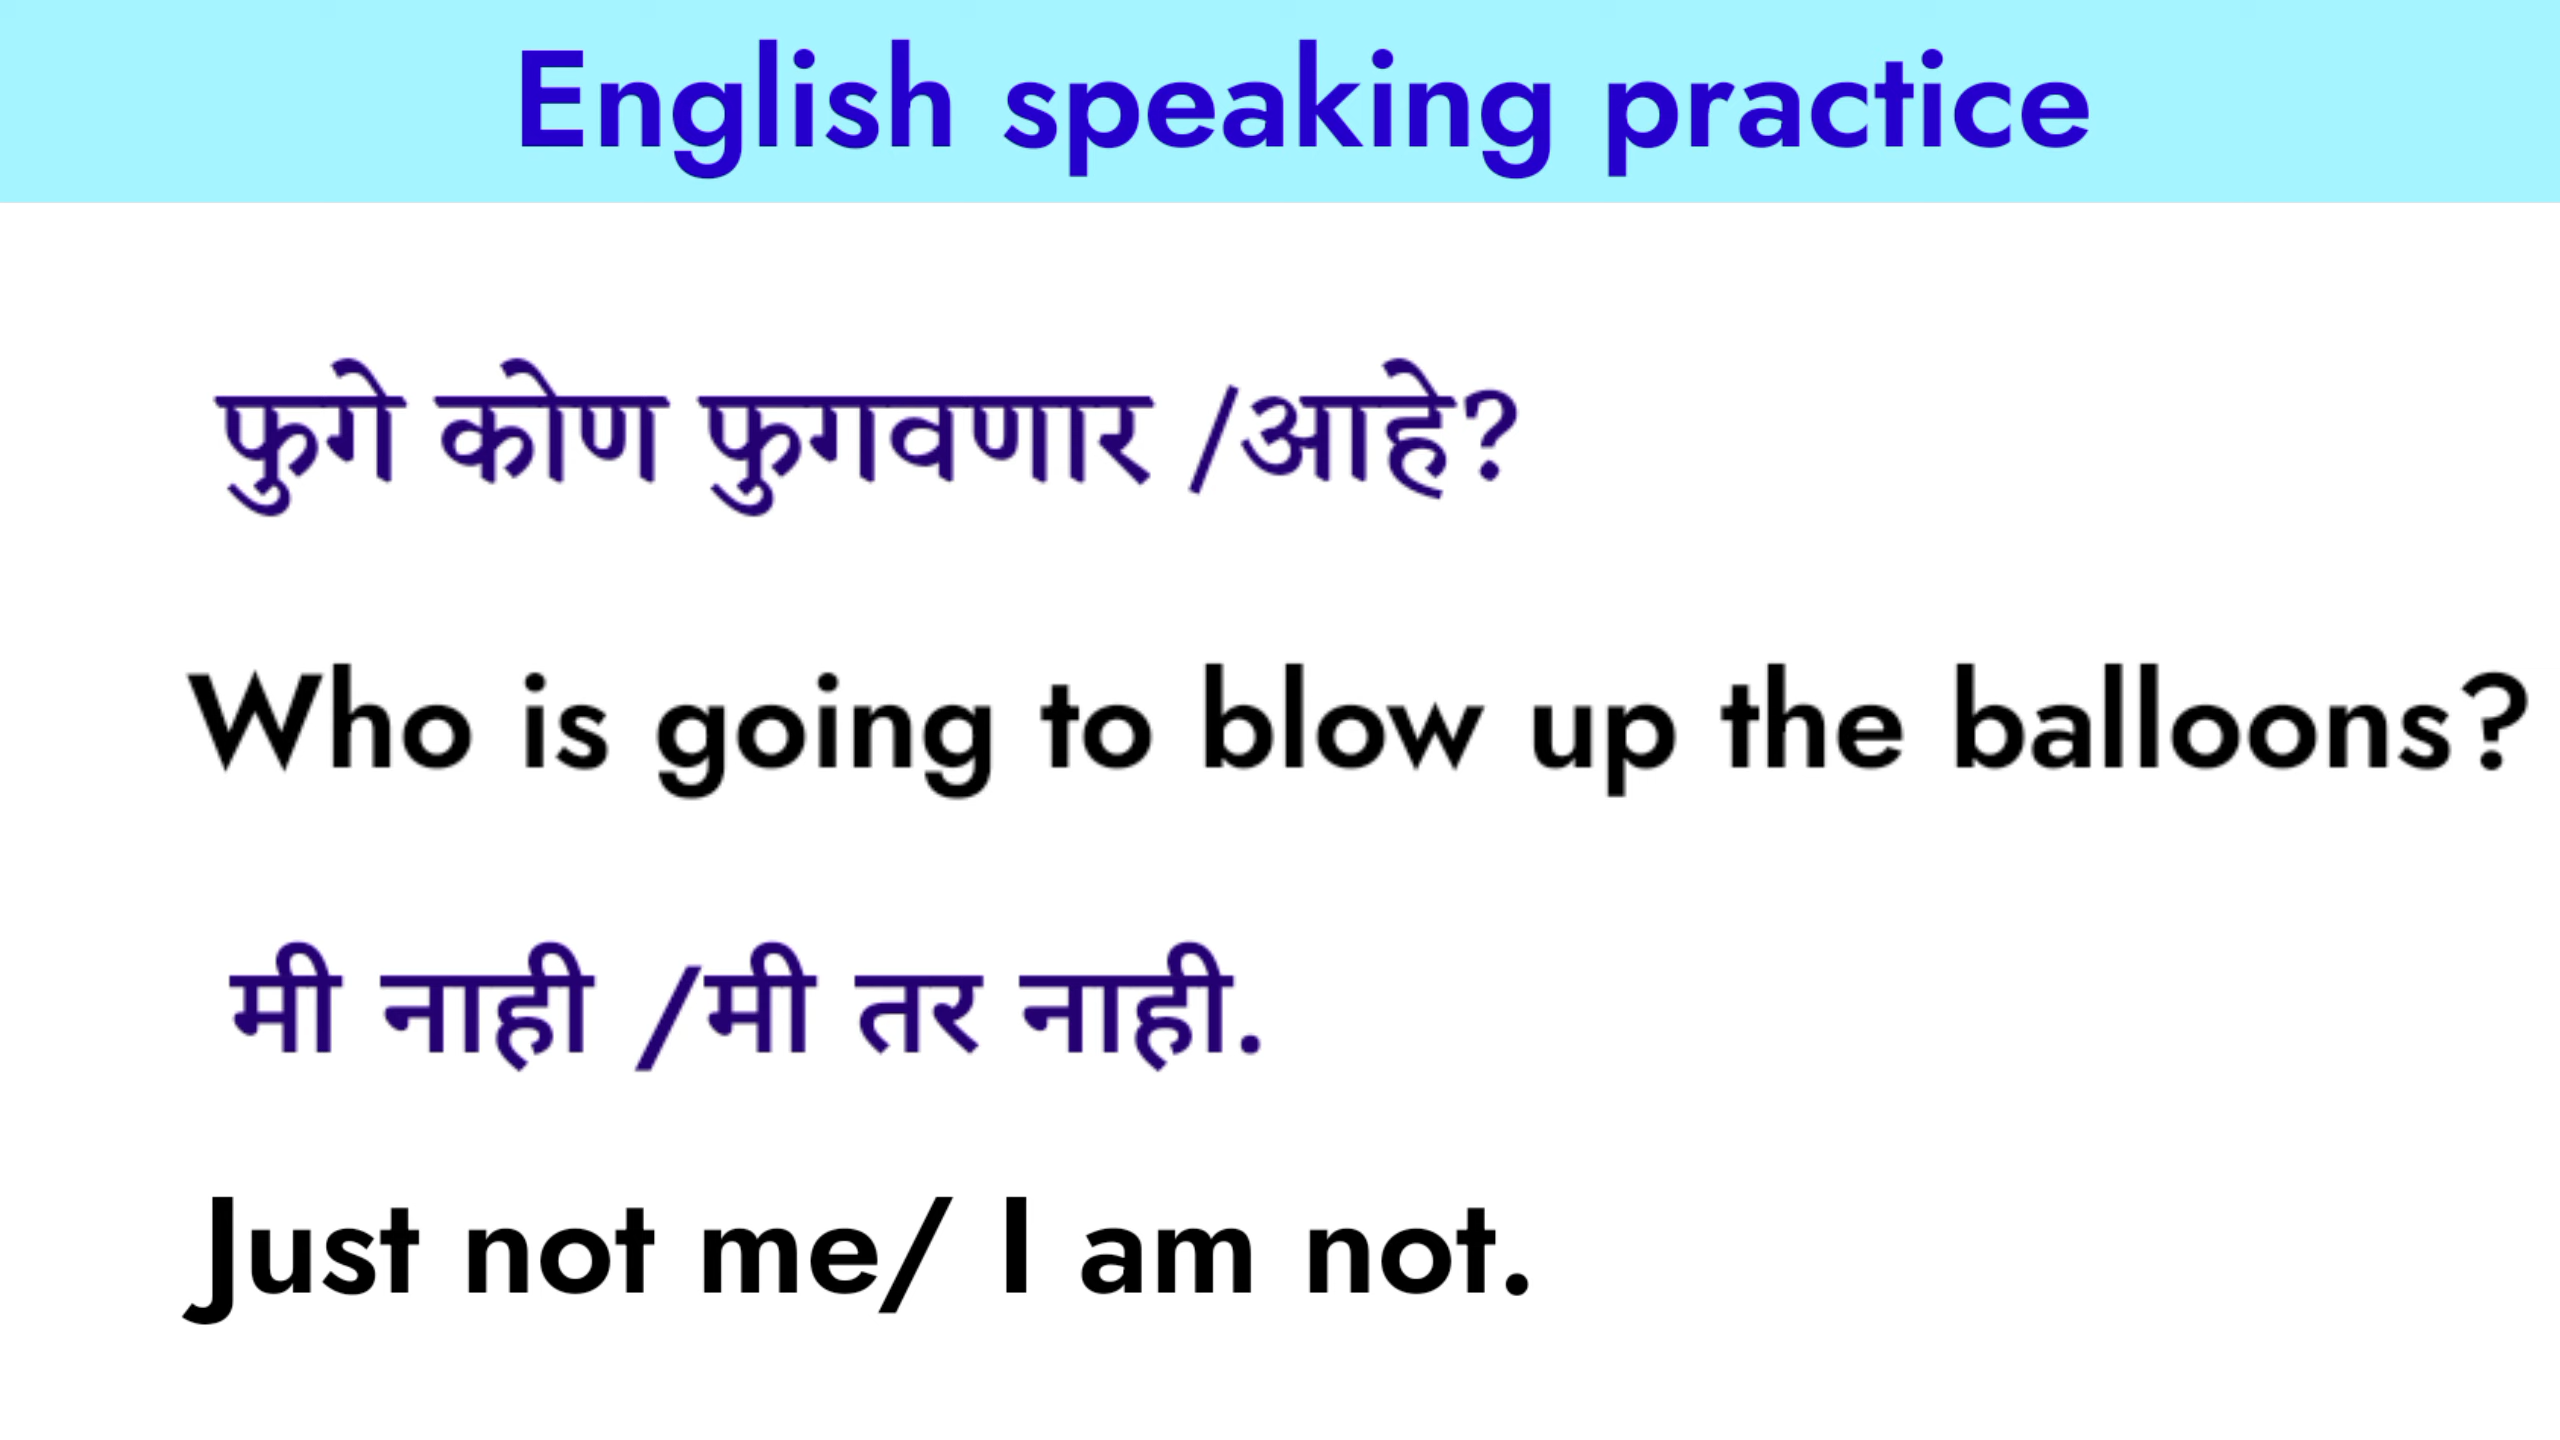 English speaking practice
फुगे कोण फुगवणार /आहे?
Who is going to blow up the balloons?
मी नाही /मी तर नाही.
Just not me/ I am not.